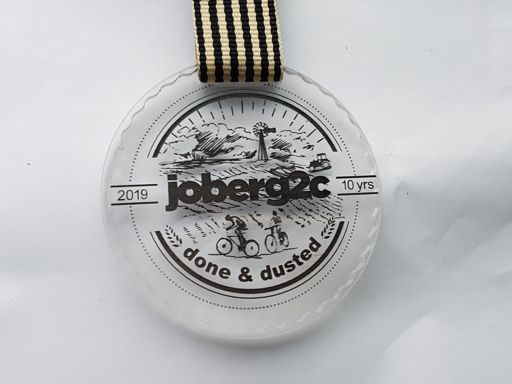 2019
joberg2c
10 yrs
done & dusted